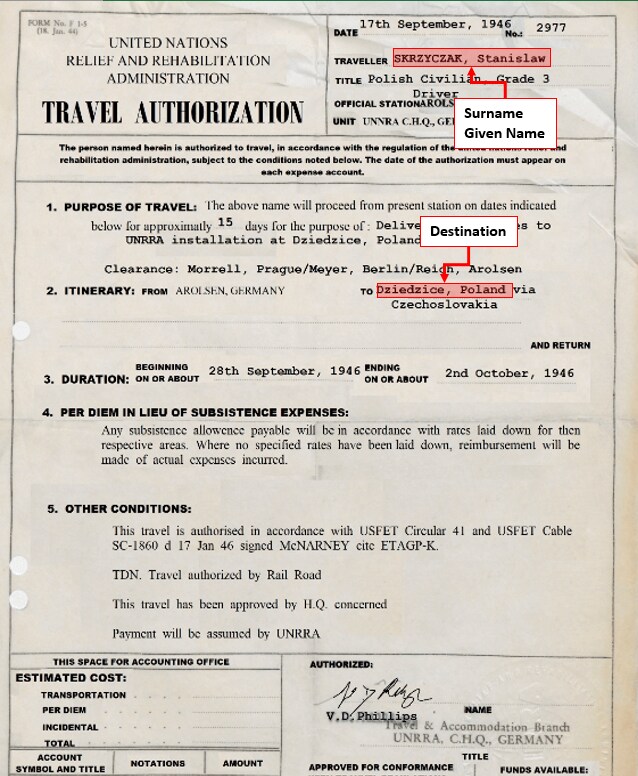 FORM No. F 1-5
(18. Jan. 44)
UNITED NATIONS
RELIEF AND REHABILITATION
ADMINISTRATION
TRAVEL AUTHORIZATION
DATE 17th September, 1946 No.: 2977
TRAVELLER SKRZYCZAK, Stanislaw
TITLE Polish Civilian, Grade 3
Driver
OFFICIAL STATION AROLS
UNIT UNNRA C.H.Q., GE
Surname
Given Name
The person named herein is authorized to travel, in accordance with the regulation of the united nations relief and
rehabilitation administration, subject to the conditions noted below. The date of the authorization must appear on
each expense account.
1. PURPOSE OF TRAVEL: The above name will proceed from present station on dates indicated
below for approximatly 15 days for the purpose of : Delive es to
UNRRA installation at Dziedzice, Poland
Destination
Clearance: Morrell, Prague/Meyer, Berlin/Reich, Arolsen
2. ITINERARY: FROM AROLSEN, GERMANY TO Dziedzice, Poland via
Czechoslovakia
AND RETURN
3. DURATION: BEGINNING ON OR ABOUT 28th September, 1946 ENDING ON OR ABOUT 2nd October, 1946
4. PER DIEM IN LIEU OF SUBSISTENCE EXPENSES:
Any subsistence allowence payable will be in accordance with rates laid down for then
respective areas. Where no specified rates have been laid down, reimbursement will be
made of actual expenses incurred.
5. OTHER CONDITIONS:
This travel is authorised in accordance with USFET Circular 41 and USFET Cable
SC-1860 d 17 Jan 46 signed McNARNEY cite ETAGP-K.
TDN. Travel authorized by Rail Road
This travel has been approved by H.Q. concerned
Payment will be assumed by UNRRA
THIS SPACE FOR ACCOUNTING OFFICE
ESTIMATED COST:
TRANSPORTATION . . . .
PER DIEM . . . . .
INCIDENTAL . . . .
TOTAL . . . .
ACCOUNT
SYMBOL AND TITLE
NOTATIONS
AMOUNT
AUTHORIZED:
V.D.Phillips NAME
Travel & Accommodation Branch
UNRRA, C.H.Q., GERMANY
TITLE
APPROVED FOR CONFORMANCE
FUNDS AVAILABLE: